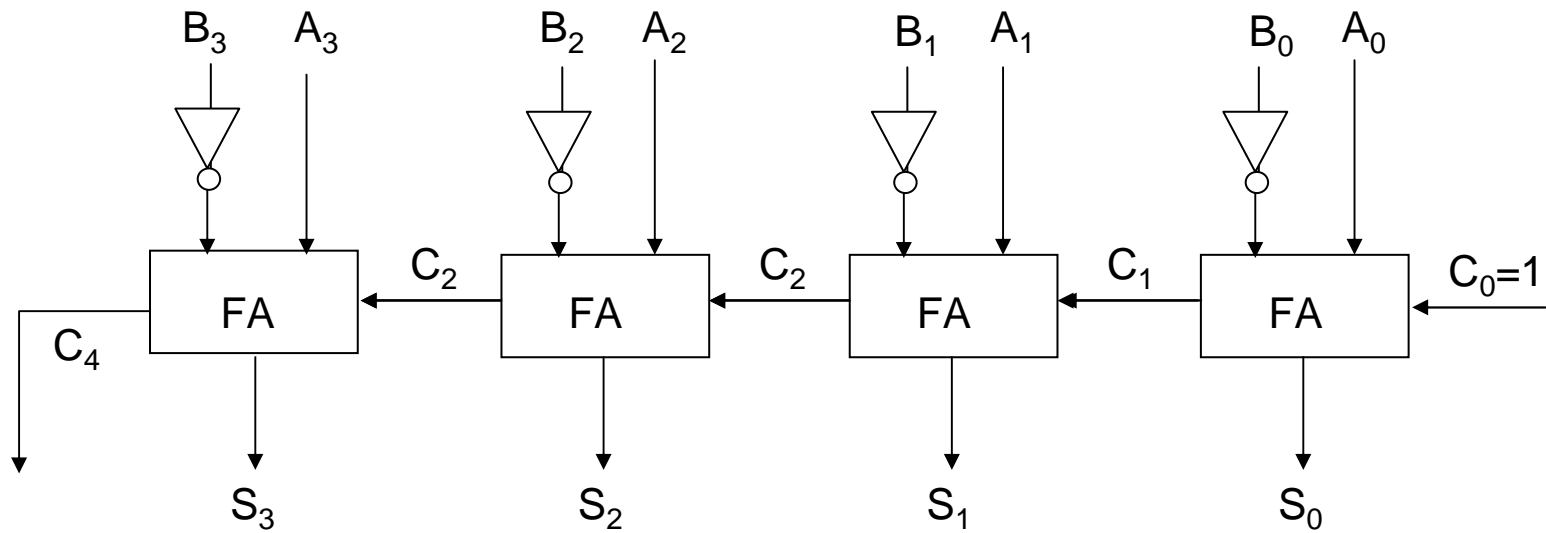 B₃ A₃ B₂ A₂ B₁ A₁ B₀ A₀
C₂ C₂ C₁ C₀=1
FA FA FA FA
C₄
S₃ S₂ S₁ S₀